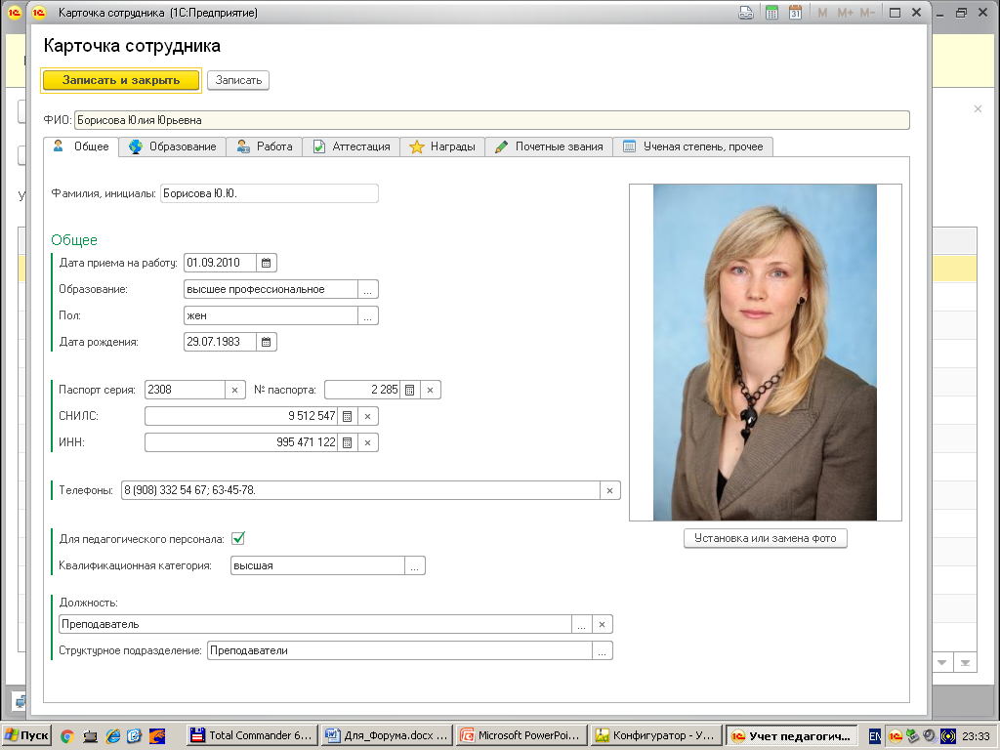 Карточка сотрудника (1С:Предприятие)
M M+ M-
Карточка сотрудника
Записать и закрыть Записать
ФИО: Борисова Юлия Юрьевна
Общее Образование Работа Аттестация Награды Почетные звания Ученая степень, прочее
Фамилия, инициалы: Борисова Ю.Ю.
Общее
Дата приема на работу: 01.09.2010
Образование: высшее профессиональное ...
Пол: жен ...
Дата рождения: 29.07.1983
Паспорт серия: 2308 × № паспорта: 2 285 ×
СНИЛС: 9 512 547 ×
ИНН: 995 471 122 ×
Телефоны: 8 (908) 332 54 67; 63-45-78. ×
Установка или замена фото
Для педагогического персонала:
Квалификационная категория: высшая ...
Должность:
Преподаватель ... ×
Структурное подразделение: Преподаватели ...
Пуск Total Commander 6.... Для_Форума.docx ... Microsoft PowerPoi... Конфигуратор - У... Учет педагогич... EN 23:33